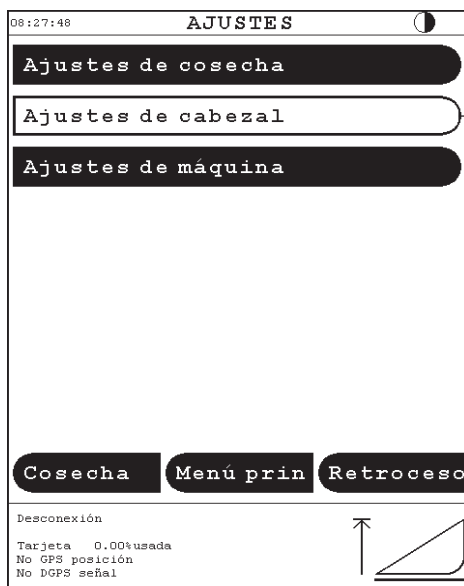 08:27:48 AJUSTES
Ajustes de cosecha
Ajustes de cabezal
Ajustes de máquina
Cosecha Menú prin Retroceso
Desconexión
Tarjeta 0.00%usada
No GPS posición
No DGPS señal